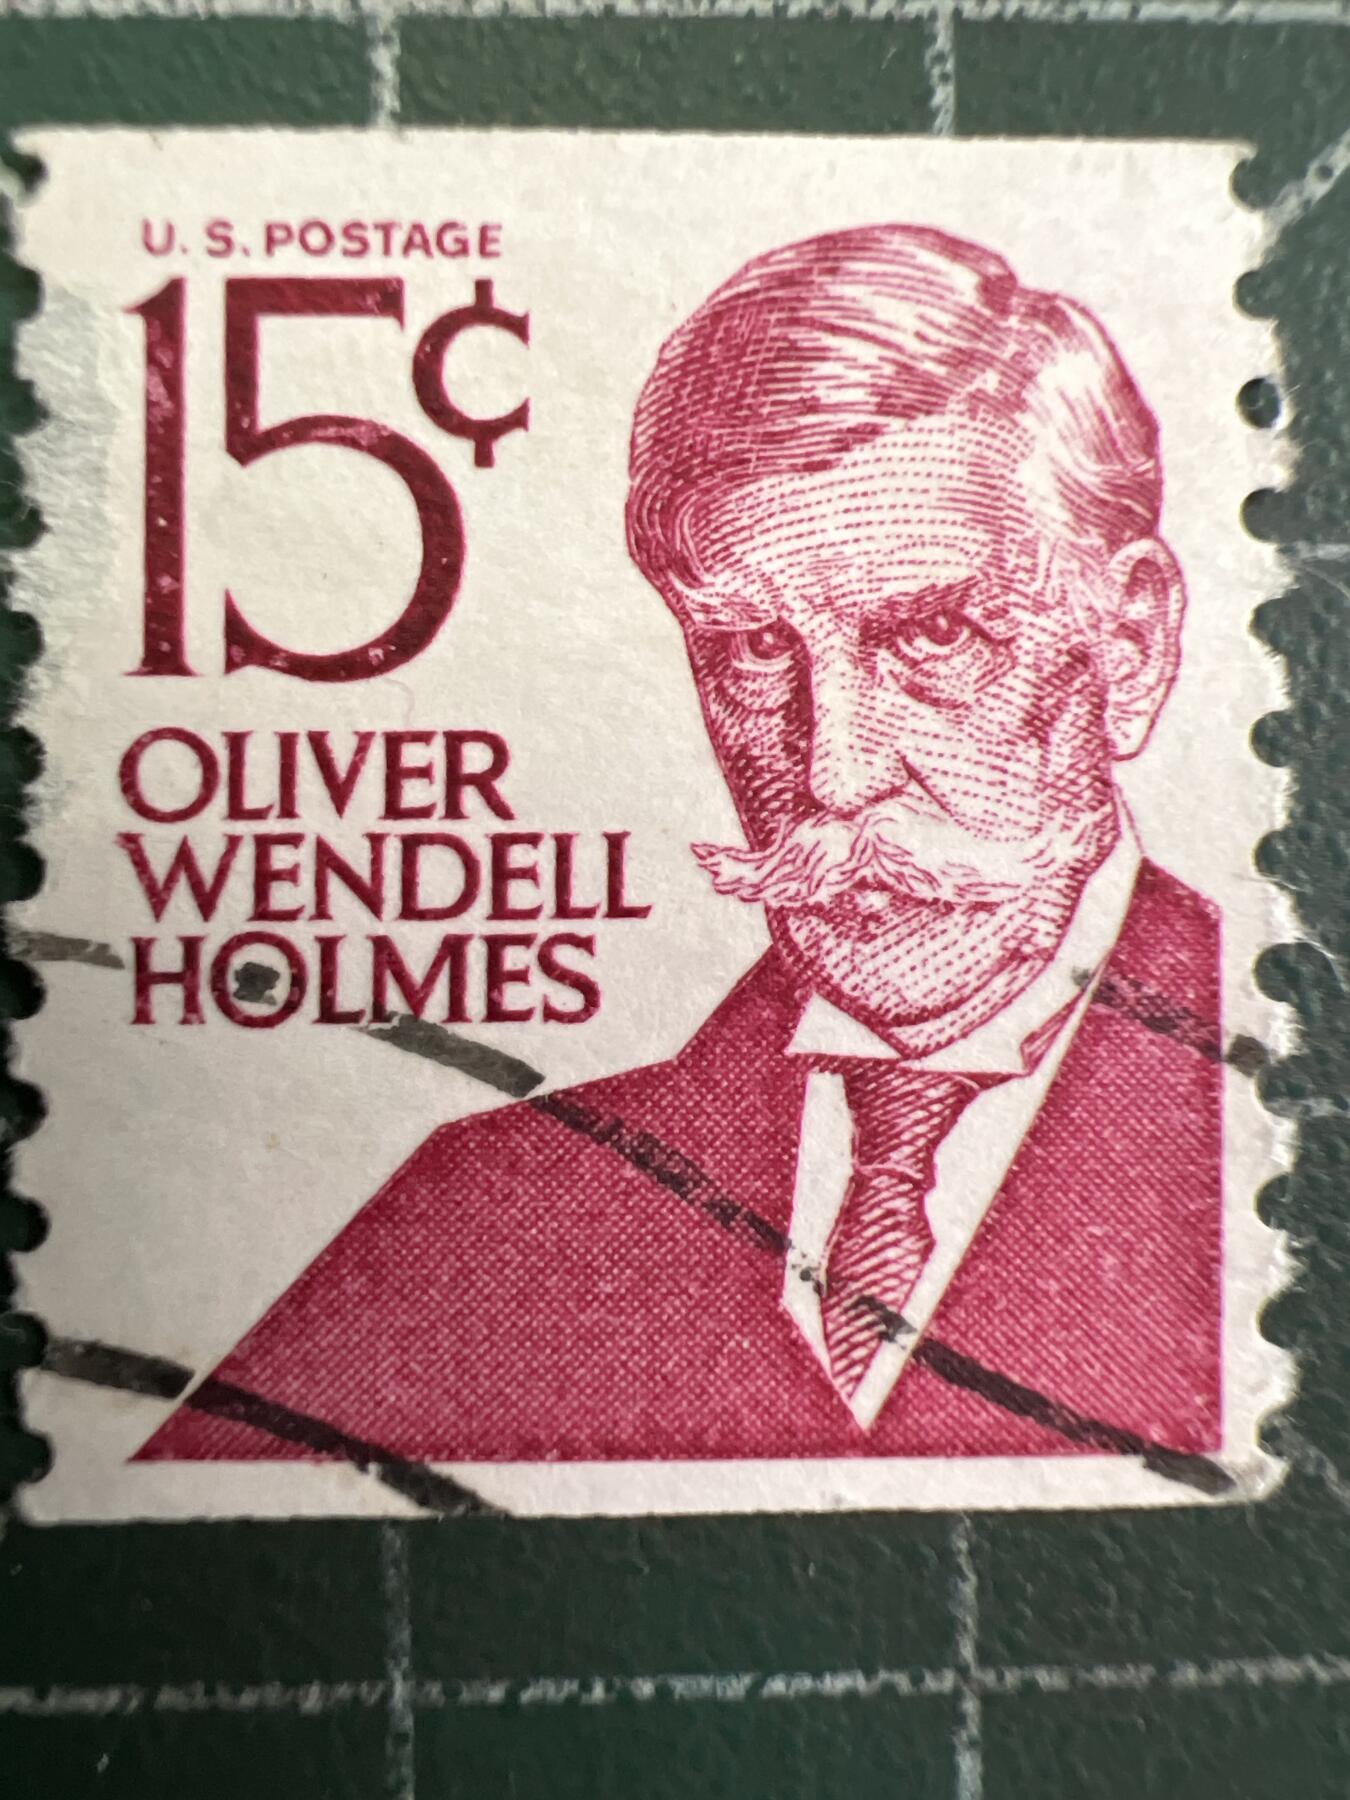 U. S. POSTAGE
15¢
OLIVER
WENDELL
HOLMES